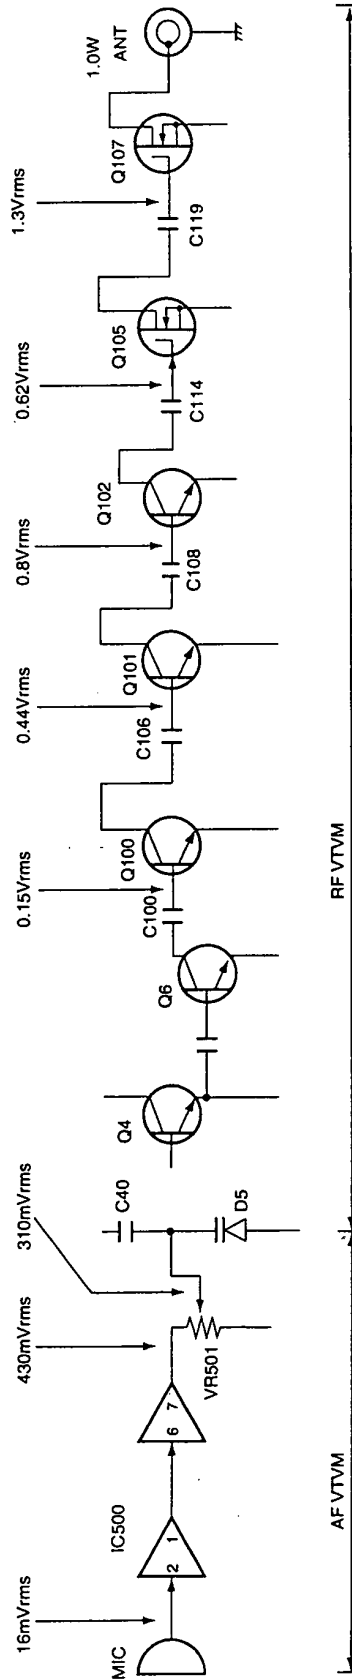 16mVrms
430mVrms
310mVrms
0.15Vrms
0.44Vrms
0.8Vrms
0.62Vrms
1.3Vrms
1.0W
ANT
MIC
IC500
2 1
6 7
VR501
C40
D5
Q4
Q6
C100
Q100
C106
Q101
C108
Q102
C114
Q105
C119
Q107
AF VTVM
RF VTVM